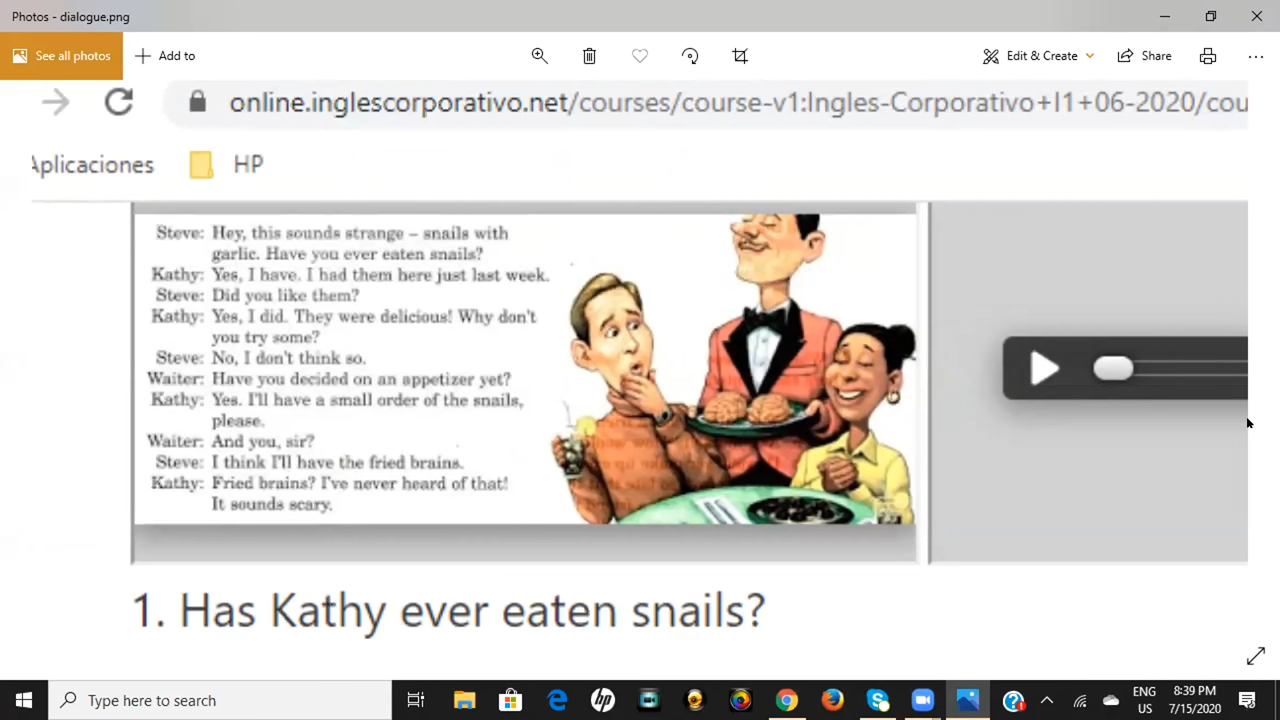 Photos - dialogue.png
See all photos
Add to
Edit & Create
Share
online.inglescorporativo.net/courses/course-v1:Ingles-Corporativo+I1+06-2020/cou
Aplicaciones
HP
Steve: Hey, this sounds strange – snails with
garlic. Have you ever eaten snails?
Kathy: Yes, I have. I had them here just last week.
Steve: Did you like them?
Kathy: Yes, I did. They were delicious! Why don't
you try some?
Steve: No, I don't think so.
Waiter: Have you decided on an appetizer yet?
Kathy: Yes. I'll have a small order of the snails,
please.
Waiter: And you, sir?
Steve: I think I'll have the fried brains.
Kathy: Fried brains? I've never heard of that!
It sounds scary.
1. Has Kathy ever eaten snails?
Type here to search
hp
ENG
US
8:39 PM
7/15/2020